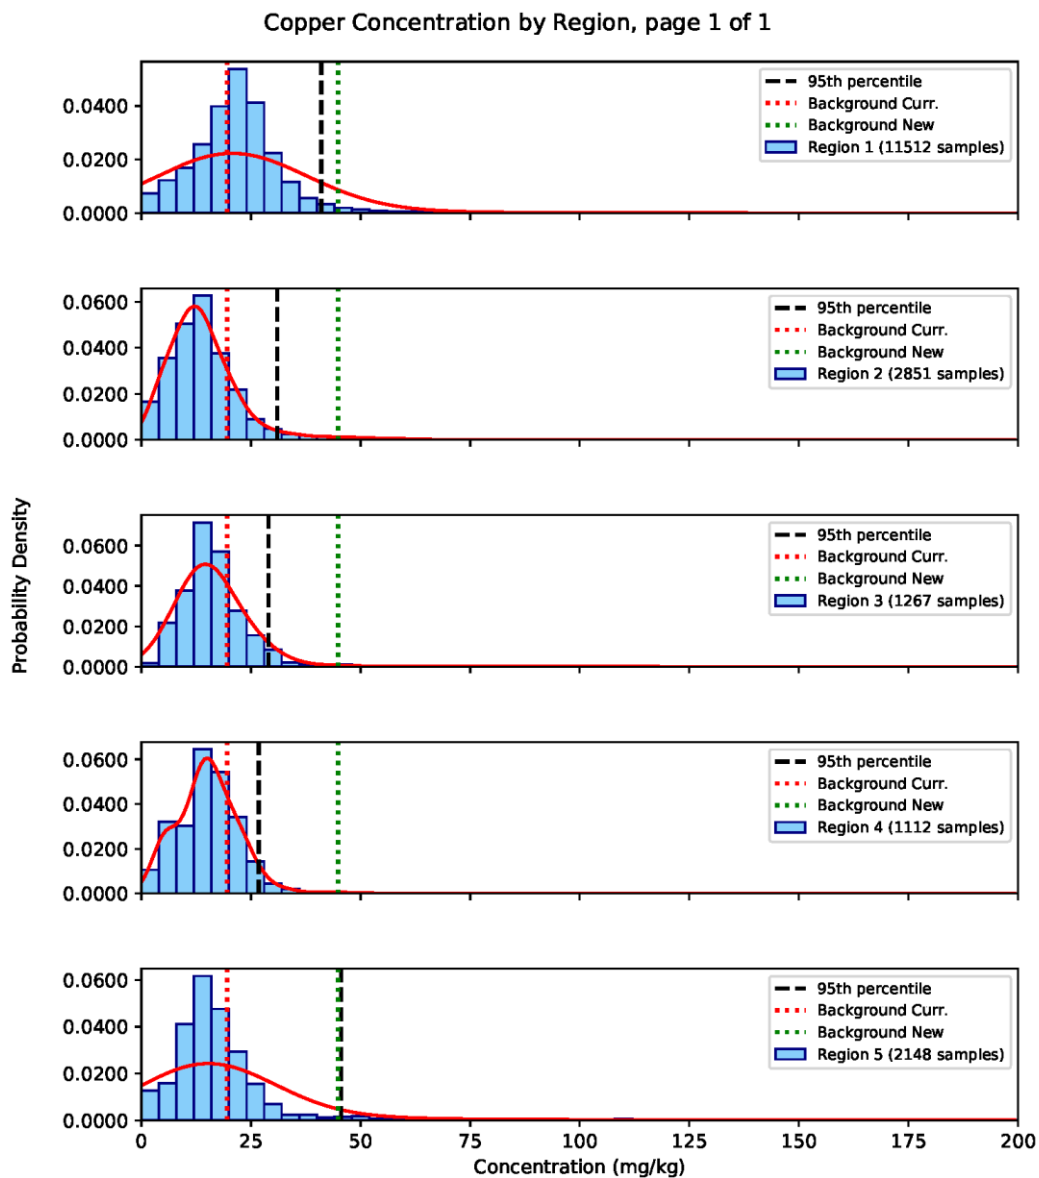 Copper Concentration by Region, page 1 of 1
0.0400
0.0200
0.0000
95th percentile
Background Curr.
Background New
Region 1 (11512 samples)
0.0600
0.0400
0.0200
0.0000
95th percentile
Background Curr.
Background New
Region 2 (2851 samples)
Probability Density
0.0600
0.0400
0.0200
0.0000
95th percentile
Background Curr.
Background New
Region 3 (1267 samples)
0.0600
0.0400
0.0200
0.0000
95th percentile
Background Curr.
Background New
Region 4 (1112 samples)
0.0600
0.0400
0.0200
0.0000
95th percentile
Background Curr.
Background New
Region 5 (2148 samples)
0 25 50 75 100 125 150 175 200
Concentration (mg/kg)